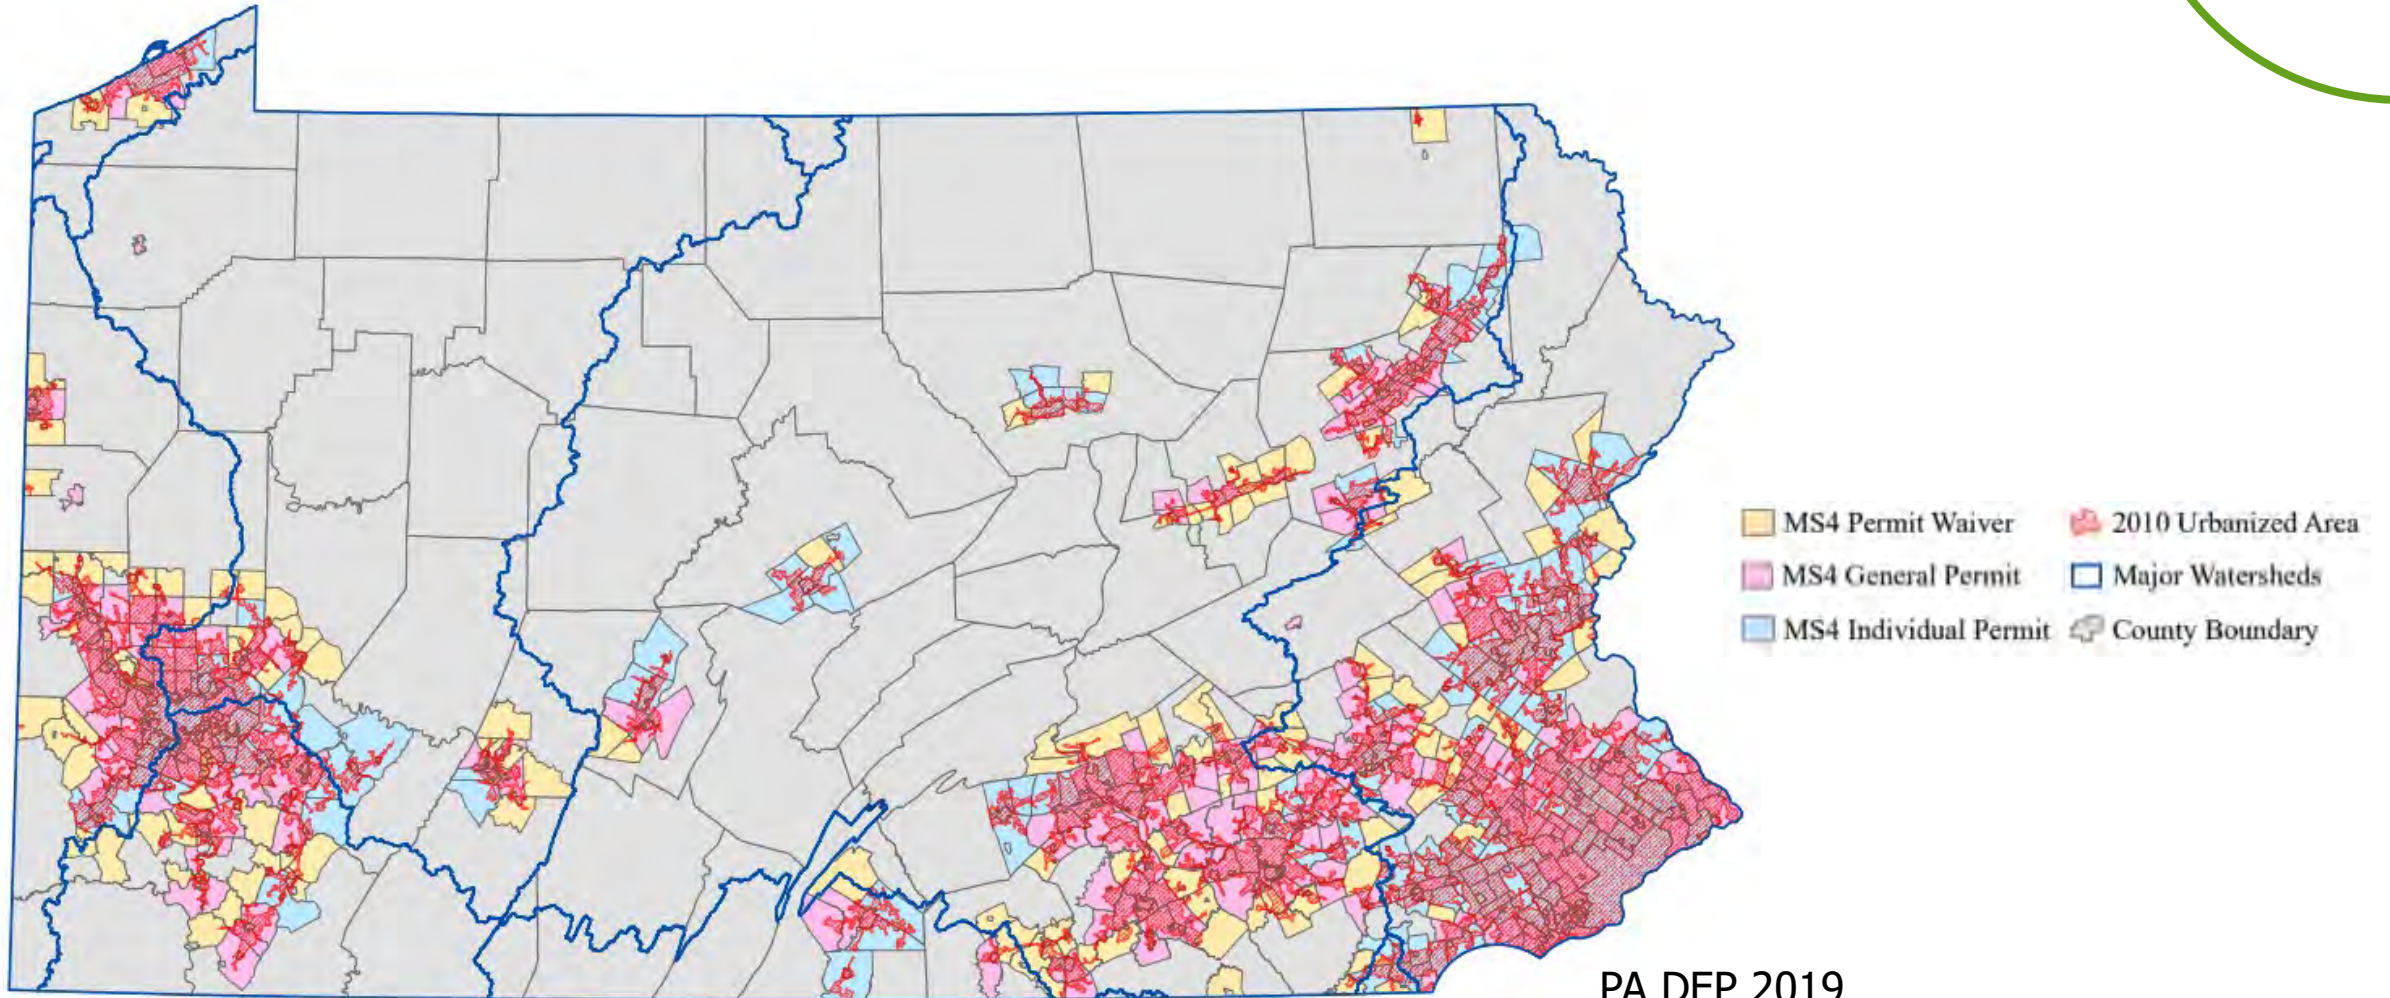 MS4 Permit Waiver
2010 Urbanized Area
MS4 General Permit
Major Watersheds
MS4 Individual Permit
County Boundary
PA DEP 2019